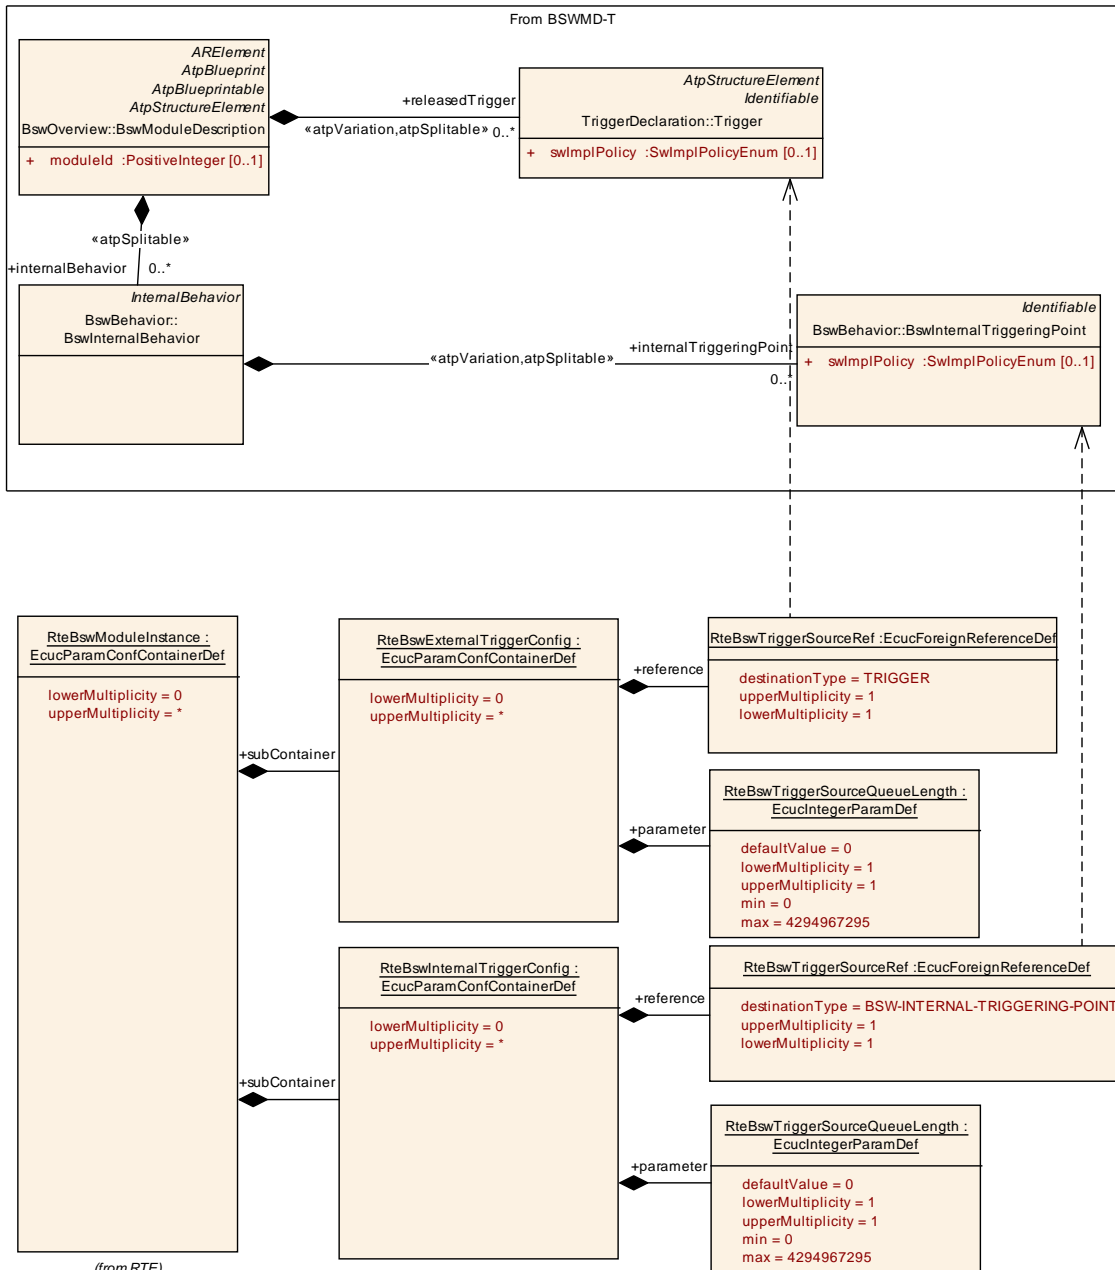 From BSWMD-T
ARElement
AtpBlueprint
AtpBlueprintable
AtpStructureElement
BswOverview::BswModuleDescription
+ moduleId :PositiveInteger [0..1]
+releasedTrigger
«atpVariation,atpSplitable» 0..*
AtpStructureElement
Identifiable
TriggerDeclaration::Trigger
+ swImplPolicy :SwImplPolicyEnum [0..1]
«atpSplitable»
+internalBehavior 0..*
InternalBehavior
BswBehavior::
BswInternalBehavior
«atpVariation,atpSplitable»
+internalTriggeringPoint
0..*
Identifiable
BswBehavior::BswInternalTriggeringPoint
+ swImplPolicy :SwImplPolicyEnum [0..1]
RteBswModuleInstance :
EcucParamConfContainerDef
lowerMultiplicity = 0
upperMultiplicity = *
+subContainer
RteBswExternalTriggerConfig :
EcucParamConfContainerDef
lowerMultiplicity = 0
upperMultiplicity = *
+reference
RteBswTriggerSourceRef :EcucForeignReferenceDef
destinationType = TRIGGER
upperMultiplicity = 1
lowerMultiplicity = 1
+parameter
RteBswTriggerSourceQueueLength :
EcucIntegerParamDef
defaultValue = 0
lowerMultiplicity = 1
upperMultiplicity = 1
min = 0
max = 4294967295
+subContainer
RteBswInternalTriggerConfig :
EcucParamConfContainerDef
lowerMultiplicity = 0
upperMultiplicity = *
+reference
RteBswTriggerSourceRef :EcucForeignReferenceDef
destinationType = BSW-INTERNAL-TRIGGERING-POINT
upperMultiplicity = 1
lowerMultiplicity = 1
+parameter
RteBswTriggerSourceQueueLength :
EcucIntegerParamDef
defaultValue = 0
lowerMultiplicity = 1
upperMultiplicity = 1
min = 0
max = 4294967295
(from RTE)